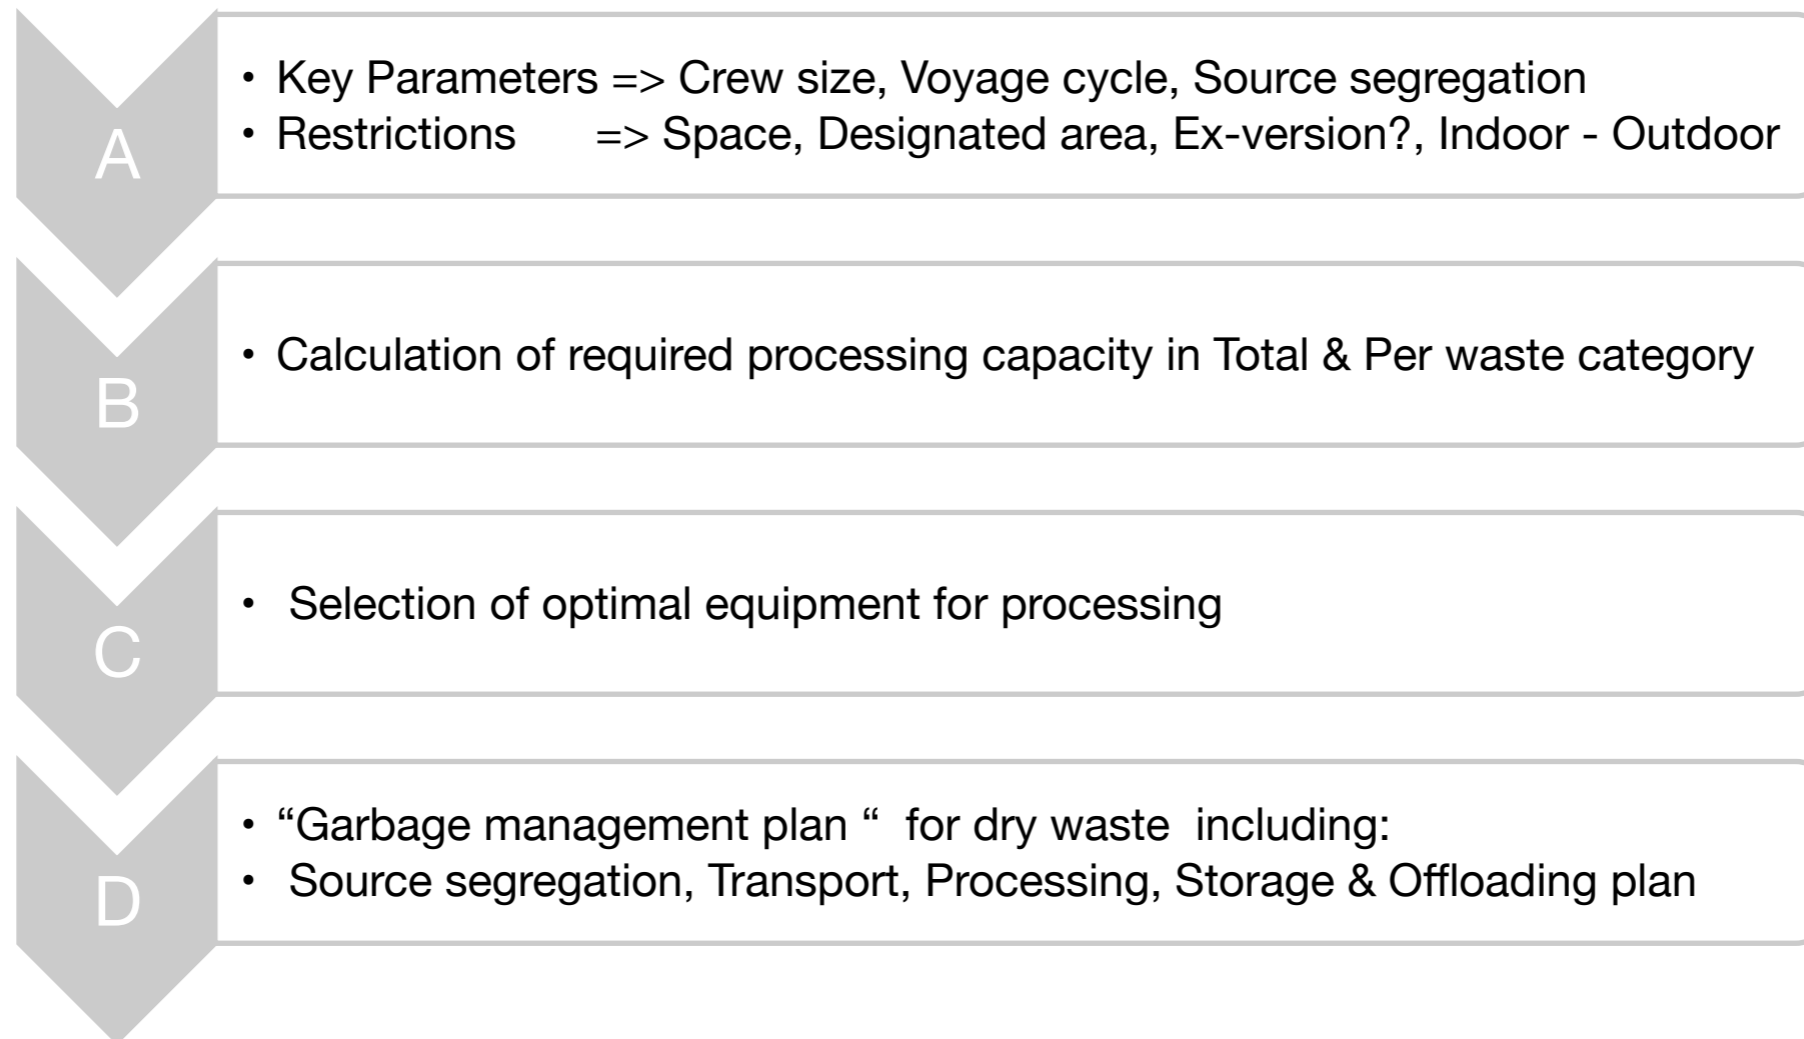 A
• Key Parameters => Crew size, Voyage cycle, Source segregation
• Restrictions => Space, Designated area, Ex-version?, Indoor - Outdoor
B
• Calculation of required processing capacity in Total & Per waste category
C
• Selection of optimal equipment for processing
D
• “Garbage management plan “ for dry waste including:
• Source segregation, Transport, Processing, Storage & Offloading plan